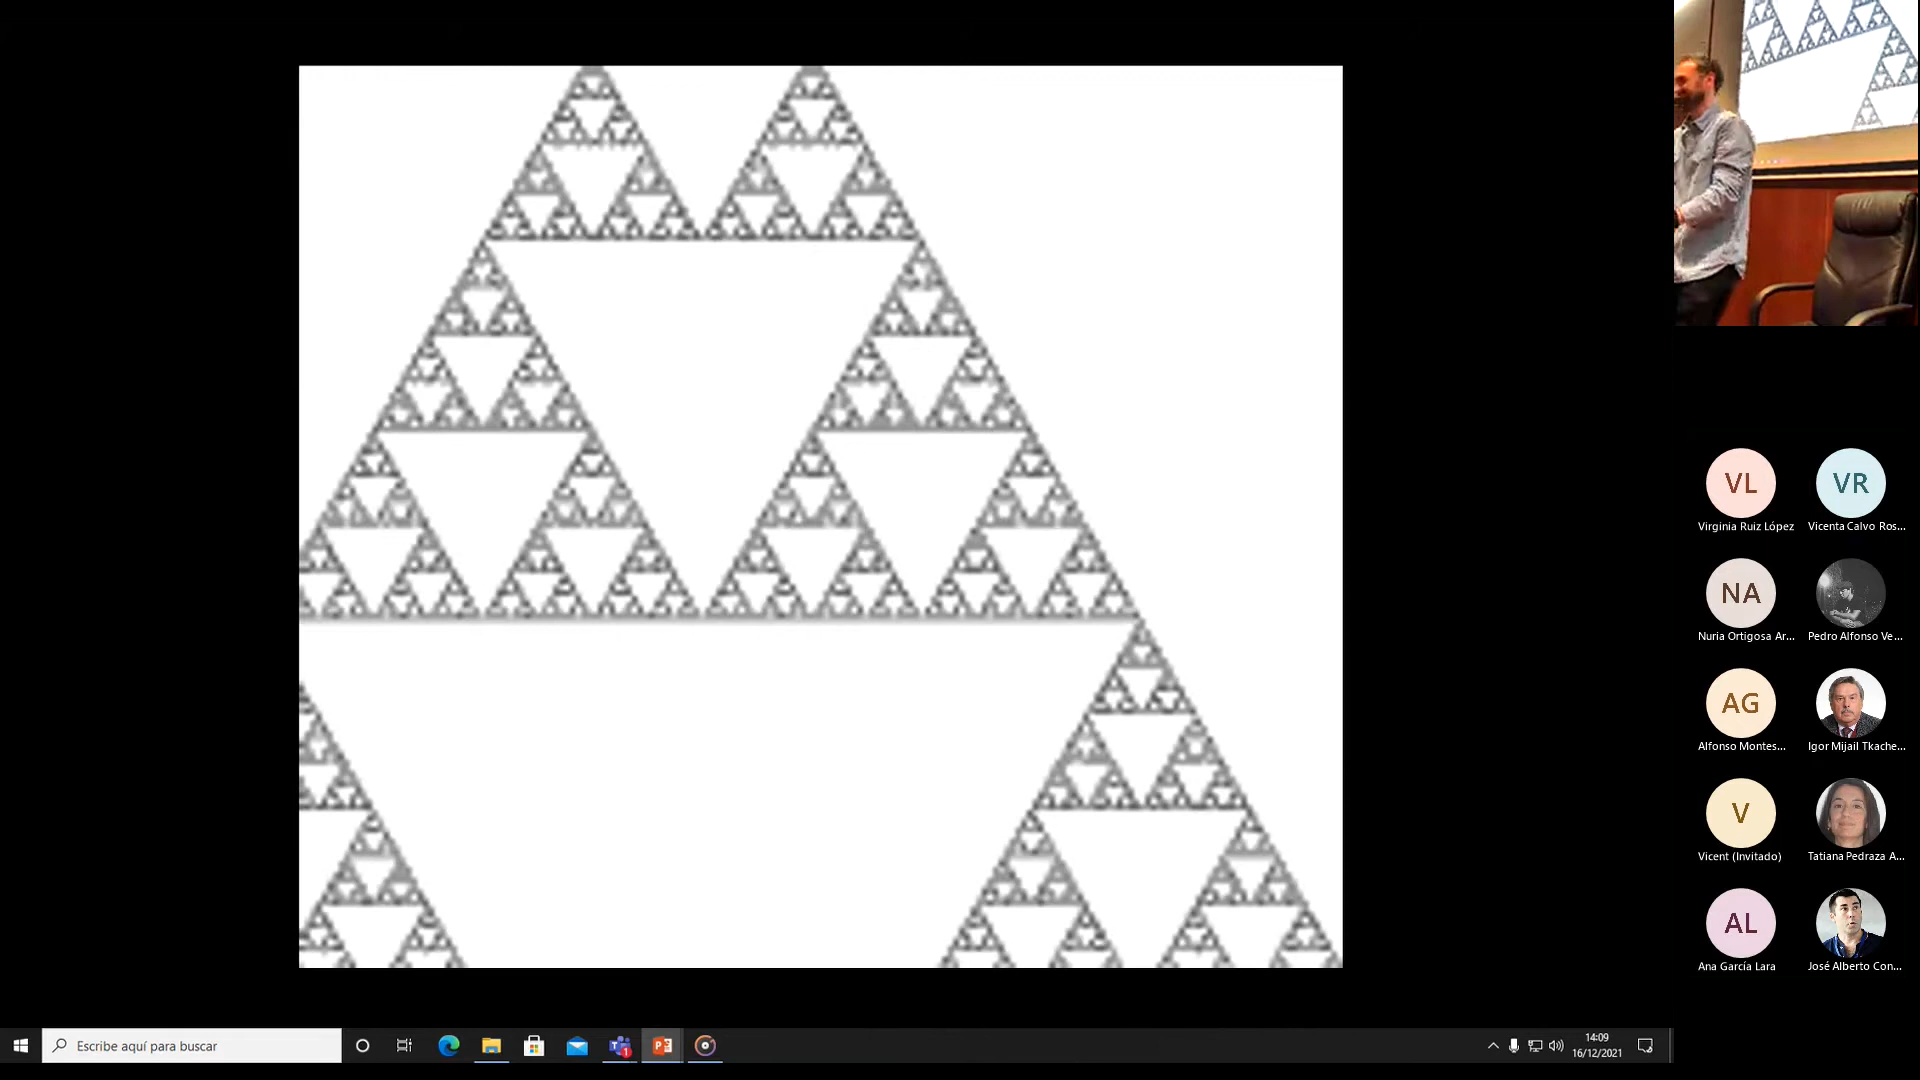 VL
VR
Virginia Ruiz López
Vicenta Calvo Ros...
NA
Nuria Ortigosa Ar...
Pedro Alfonso Ve...
AG
Alfonso Montes...
Igor Mijail Tkache...
V
Vicent (Invitado)
Tatiana Pedraza A...
AL
Ana García Lara
José Alberto Con...
Escribe aquí para buscar
1
14:09
16/12/2021